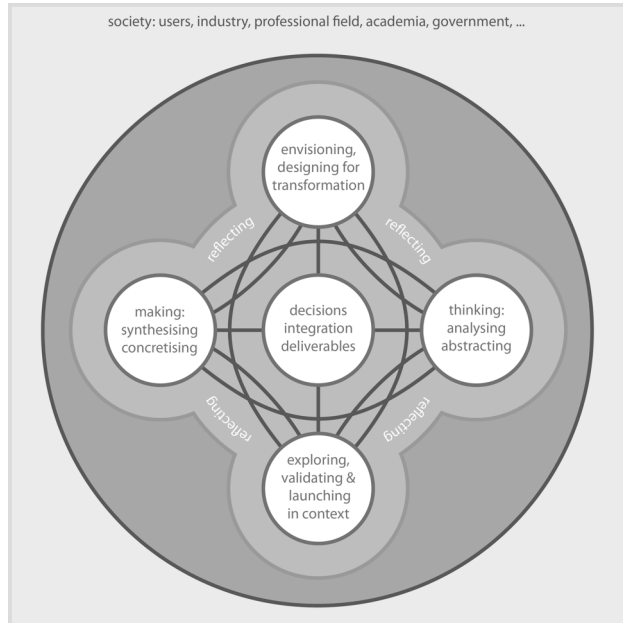 society: users, industry, professional field, academia, government, ...
envisioning,
designing for
transformation
reflecting
reflecting
making:
synthesising
concretising
decisions
integration
deliverables
thinking:
analysing
abstracting
reflecting
reflecting
exploring,
validating &
launching
in context